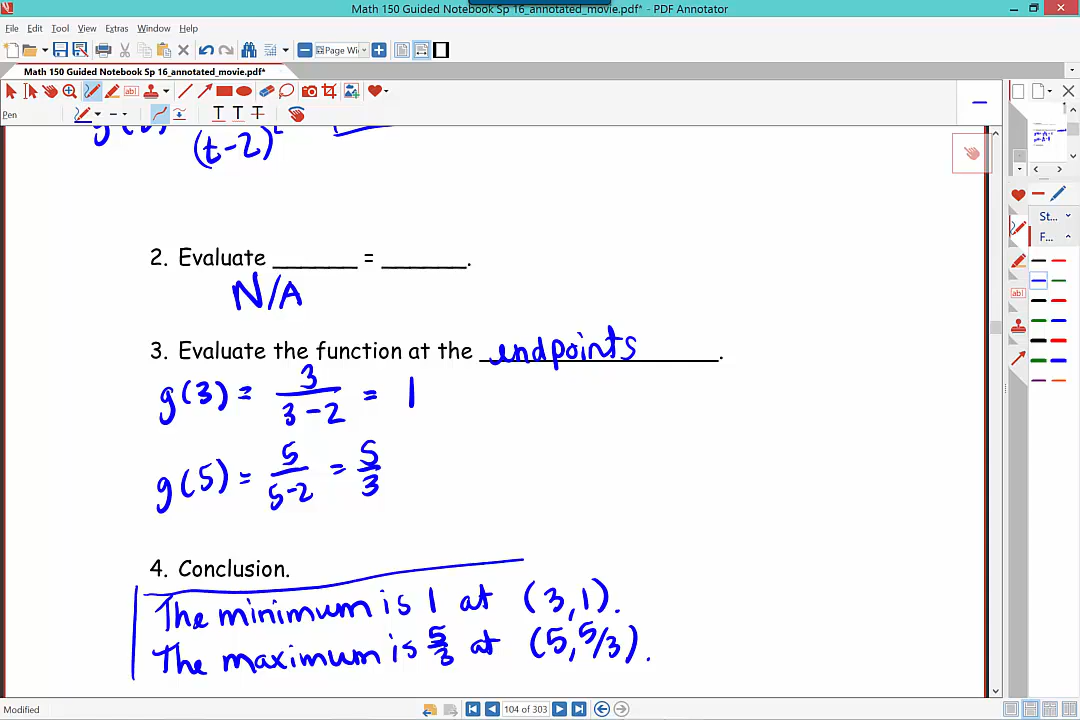 Math 150 Guided Notebook Sp 16_annotated_movie.pdf* - PDF Annotator
File Edit Tool View Extras Window Help
Page Wi
Math 150 Guided Notebook Sp 16_annotated_movie.pdf*
Pen
(t-2)²
2. Evaluate _______ = _______.
N/A
3. Evaluate the function at the endpoints.
g(3) = 3/(3-2) = 1
g(5) = 5/(5-2) = 5/3
4. Conclusion.
The minimum is 1 at (3,1).
The maximum is 5/3 at (5,5/3).
St...
F...
Modified
104 of 303